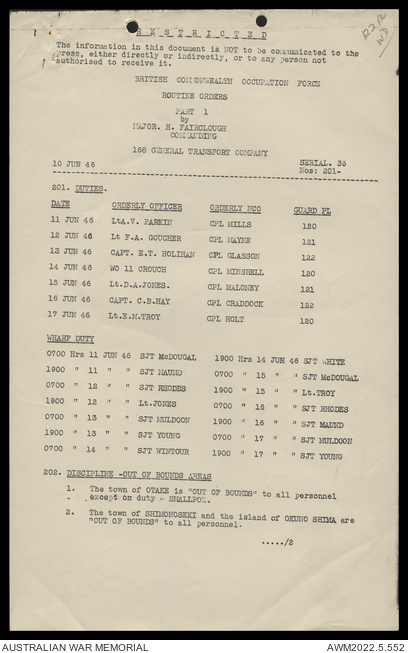 R E S T R I C T E D
The information in this document is NOT to be communicated to the
press, either directly or indirectly, or to any person not
authorised to receive it.
BRITISH COMMONWEALTH OCCUPATION FORCE
ROUTINE ORDERS
PART 1
by
MAJOR. H. FAIRCLOUGH
COMMANDING
168 GENERAL TRANSPORT COMPANY
10 JUN 46 SERIAL. 36
Nos: 201-
201. DUTIES.
DATE ORDERLY OFFICER ORDERLY NCO GUARD PL
11 JUN 46 LtA.V. PARKIN CPL MILLS 120
12 JUN 46 Lt F.A. GOUCHER CPL MAYNE 121
13 JUN 46 CAPT. E.T. HOLIHAN CPL GLASSON 122
14 JUN 46 WO 11 CROUCH CPL MINSHELL 120
15 JUN 46 Lt.D.A.JONES. CPL MALONEY 121
16 JUN 46 CAPT. C.B.HAY CPL CRADDOCK 122
17 JUN 46 Lt.E.M.TROY CPL HOLT 120
WHARF DUTY
0700 Hrs 11 JUN 46 SJT McDOUGAL 1900 Hrs 14 JUN 46 SJT WHITE
1900 " 11 " " SJT MAUND 0700 " 15 " " SJT McDOUGAL
0700 " 12 " " SJT RHODES 1900 " 15 " " Lt.TROY
1900 " 12 " " Lt.JONES 0700 " 16 " " SJT RHODES
0700 " 13 " " SJT MULDOON 1900 " 16 " " SJT MAUND
1900 " 13 " " SJT YOUNG 0700 " 17 " " SJT MULDOON
0700 " 14 " " SJT WINTOUR 1900 " 17 " " SJT YOUNG
202. DISCIPLINE -OUT OF BOUNDS AREAS
1. The town of OTAKE is "OUT OF BOUNDS" to all personnel
except on duty - SMALLPOX.
2. The town of SHIMONOSEKI and the island of OKUNO SHIMA are
"OUT OF BOUNDS" to all personnel.
...../2
AUSTRALIAN WAR MEMORIAL AWM2022.5.552